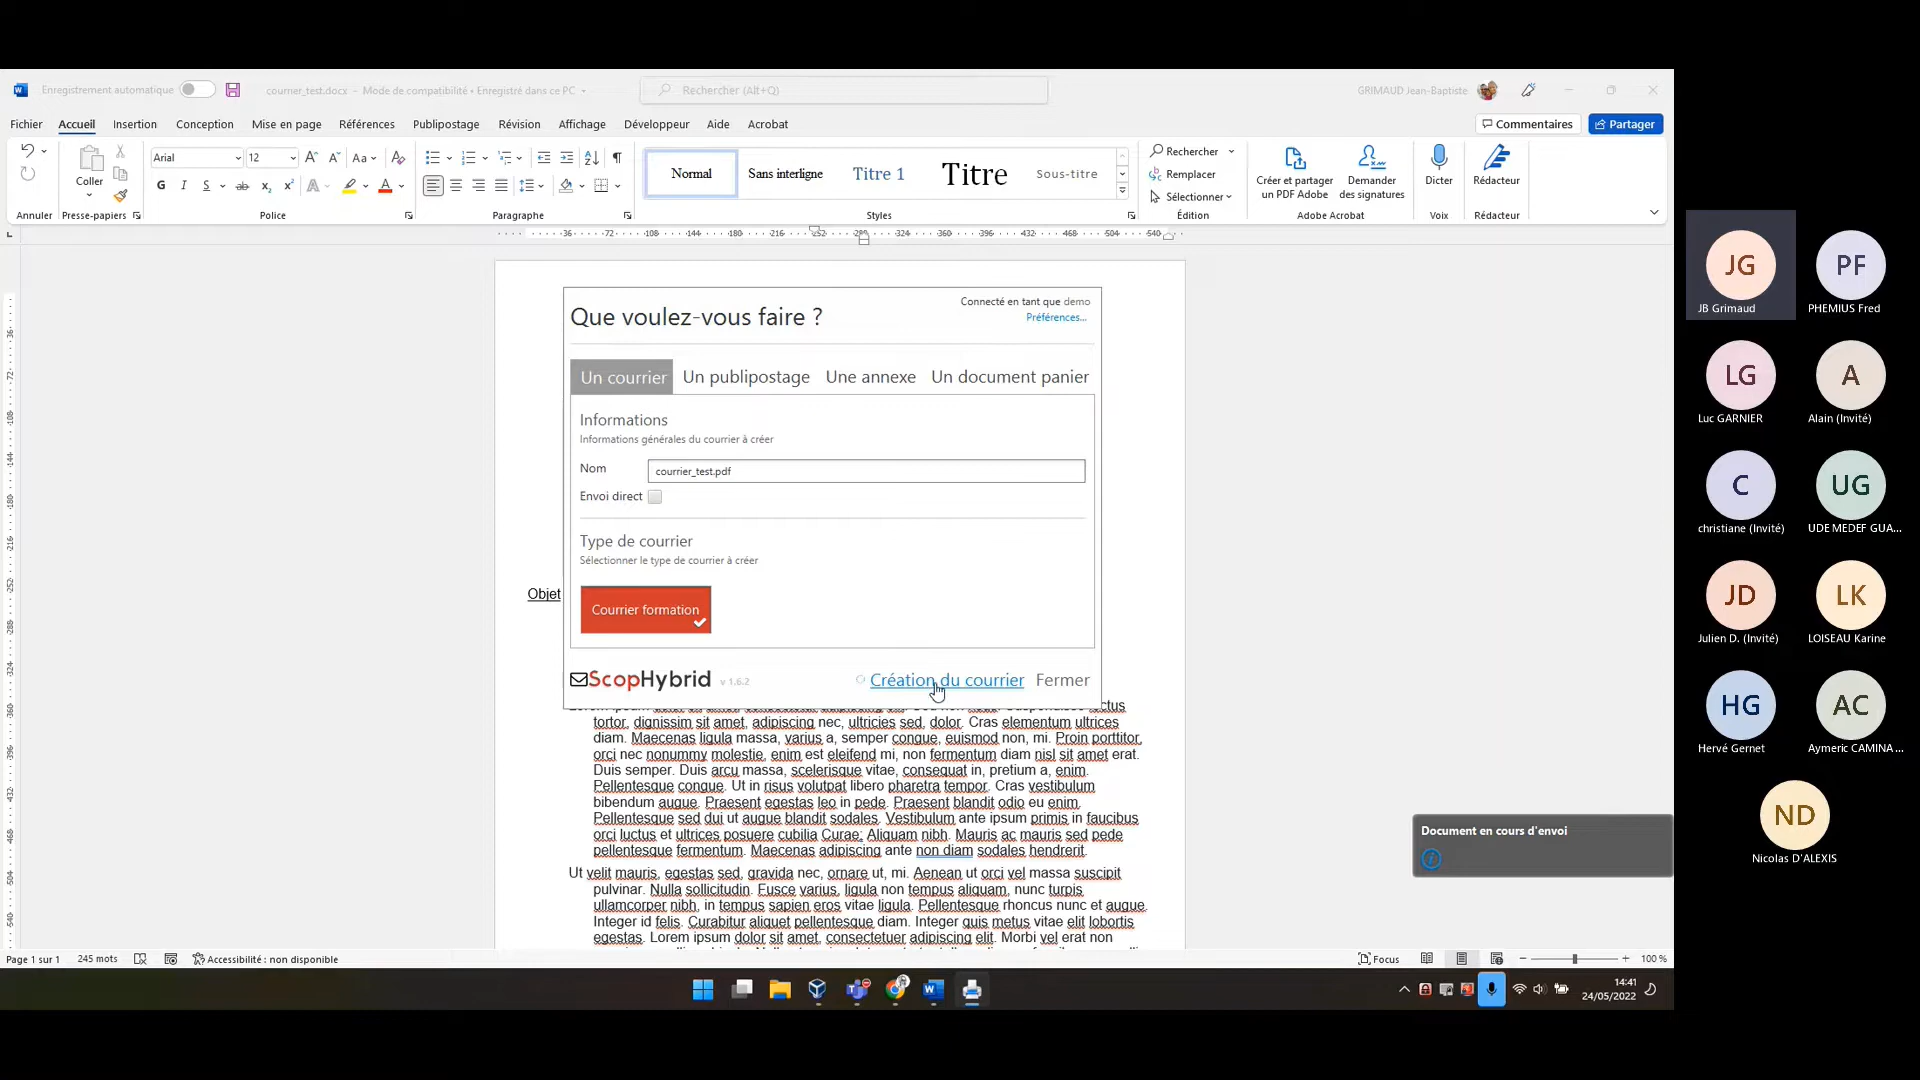 Enregistrement automatique
courrier_test.docx - Mode de compatibilité • Enregistré dans ce PC
Rechercher (Alt+Q)
GRIMAUD Jean-Baptiste
Fichier Accueil Insertion Conception Mise en page Références Publipostage Révision Affichage Développeur Aide Acrobat
Commentaires
Partager
Coller
Arial 12
Normal
Sans interligne
Titre 1
Titre
Sous-titre
Rechercher
Remplacer
Sélectionner
Créer et partager
un PDF Adobe
Demander
des signatures
Dicter
Rédacteur
Annuler Presse-papiers Police Paragraphe Styles Édition Adobe Acrobat Voix Rédacteur
Que voulez-vous faire ?
Connecté en tant que demo
Préférences...
Un courrier Un publipostage Une annexe Un document panier
Informations
Informations générales du courrier à créer
Nom
courrier_test.pdf
Envoi direct
Type de courrier
Sélectionner le type de courrier à créer
Objet
Courrier formation
ScopHybrid v 1.6.2
Création du courrier Fermer
tortor, dignissim sit amet, adipiscing nec, ultricies sed, dolor. Cras elementum ultrices
diam. Maecenas ligula massa, varius a, semper congue, euismod non, mi. Proin porttitor,
orci nec nonummy molestie, enim est eleifend mi, non fermentum diam nisl sit amet erat.
Duis semper. Duis arcu massa, scelerisque vitae, consequat in, pretium a, enim.
Pellentesque congue. Ut in risus volutpat libero pharetra tempor. Cras vestibulum
bibendum augue. Praesent egestas leo in pede. Praesent blandit odio eu enim.
Pellentesque sed dui ut augue blandit sodales. Vestibulum ante ipsum primis in faucibus
orci luctus et ultrices posuere cubilia Curae; Aliquam nibh. Mauris ac mauris sed pede
pellentesque fermentum. Maecenas adipiscing ante non diam sodales hendrerit.
Ut velit mauris, egestas sed, gravida nec, ornare ut, mi. Aenean ut orci vel massa suscipit
pulvinar. Nulla sollicitudin. Fusce varius, ligula non tempus aliquam, nunc turpis
ullamcorper nibh, in tempus sapien eros vitae ligula. Pellentesque rhoncus nunc et augue.
Integer id felis. Curabitur aliquet pellentesque diam. Integer quis metus vitae elit lobortis
egestas. Lorem ipsum dolor sit amet, consectetuer adipiscing elit. Morbi vel erat non
Document en cours d'envoi
Page 1 sur 1 245 mots Accessibilité : non disponible
Focus
100 %
14:41
24/05/2022
JG
JB Grimaud
PF
PHEMIUS Fred
LG
Luc GARNIER
A
Alain (Invité)
C
christiane (Invité)
UG
UDE MEDEF GUA...
JD
Julien D. (Invité)
LK
LOISEAU Karine
HG
Hervé Gernet
AC
Aymeric CAMINA ...
ND
Nicolas D'ALEXIS